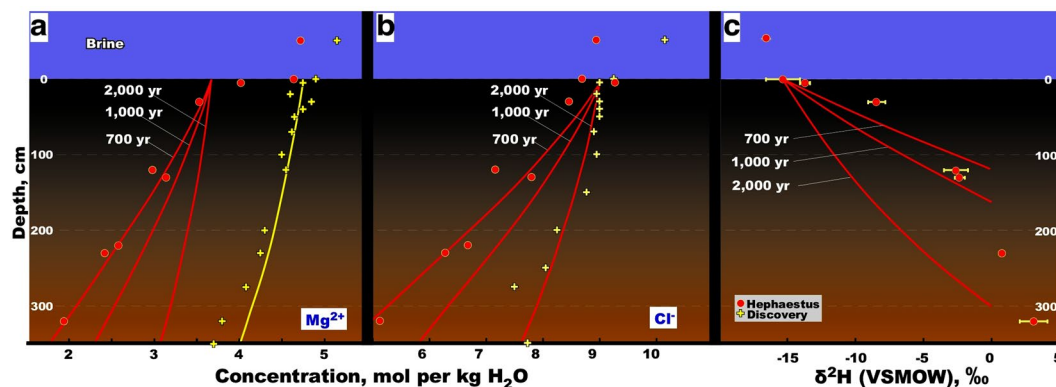 a
Brine
0
100
200
300
Depth, cm
2,000 yr
1,000 yr
700 yr
Mg2+
2
3
4
5
b
2,000 yr
1,000 yr
700 yr
Cl-
6
7
8
9
10
Concentration, mol per kg H2O
c
700 yr
1,000 yr
2,000 yr
0
100
200
300
Hephaestus
Discovery
-15
-10
-5
0
5
δ2H (VSMOW), ‰